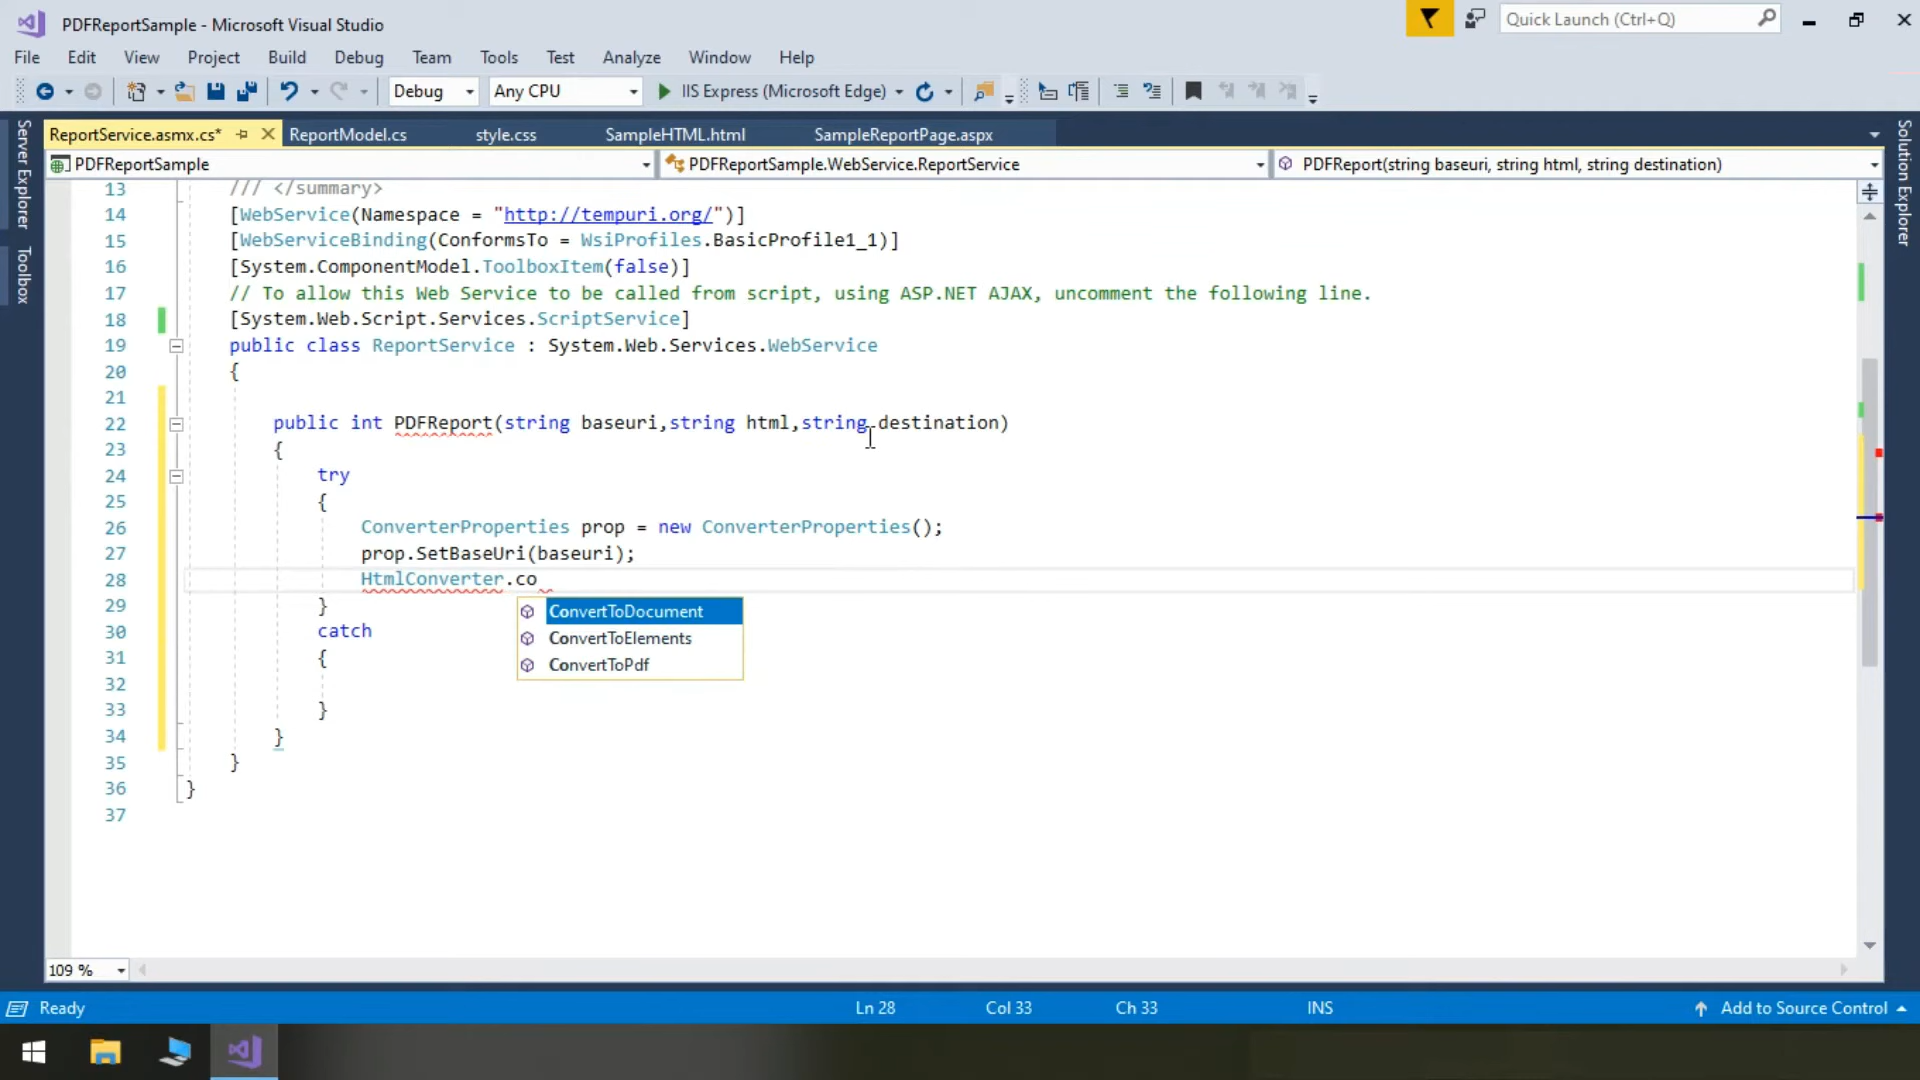 PDFReportSample - Microsoft Visual Studio
Quick Launch (Ctrl+Q)
File Edit View Project Build Debug Team Tools Test Analyze Window Help
Debug Any CPU IIS Express (Microsoft Edge)
ReportService.asmx.cs* ReportModel.cs style.css SampleHTML.html SampleReportPage.aspx
PDFReportSample PDFReportSample.WebService.ReportService PDFReport(string baseuri, string html, string destination)
Server Explorer
Toolbox
Solution Explorer
13 /// </summary>
14 [WebService(Namespace = "http://tempuri.org/")]
15 [WebServiceBinding(ConformsTo = WsiProfiles.BasicProfile1_1)]
16 [System.ComponentModel.ToolboxItem(false)]
17 // To allow this Web Service to be called from script, using ASP.NET AJAX, uncomment the following line.
18 [System.Web.Script.Services.ScriptService]
19 public class ReportService : System.Web.Services.WebService
20 {
21
22 public int PDFReport(string baseuri,string html,string destination)
23 {
24 try
25 {
26 ConverterProperties prop = new ConverterProperties();
27 prop.SetBaseUri(baseuri);
28 HtmlConverter.co
29 }
ConvertToDocument
30 catch
ConvertToElements
31 {
ConvertToPdf
32
33 }
34 }
35 }
36 }
37
109 %
Ready Ln 28 Col 33 Ch 33 INS Add to Source Control